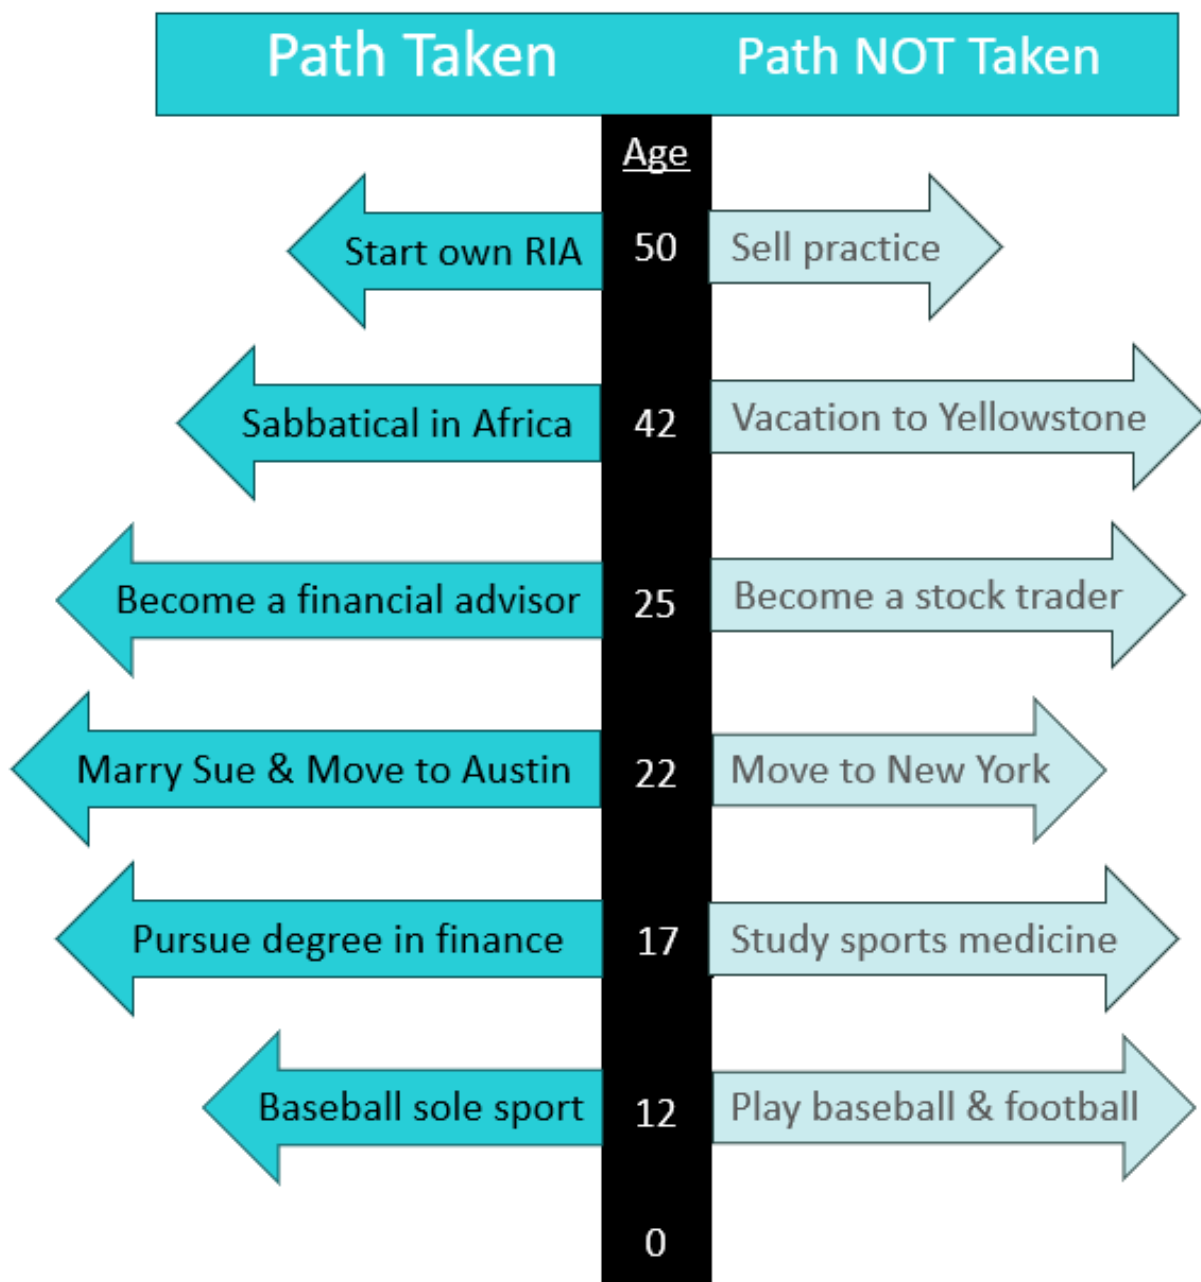 Path Taken Path NOT Taken
Age
Start own RIA 50 Sell practice
Sabbatical in Africa 42 Vacation to Yellowstone
Become a financial advisor 25 Become a stock trader
Marry Sue & Move to Austin 22 Move to New York
Pursue degree in finance 17 Study sports medicine
Baseball sole sport 12 Play baseball & football
0